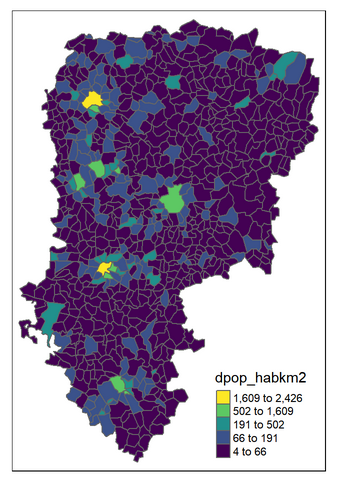 dpop_habkm2
1,609 to 2,426
502 to 1,609
191 to 502
66 to 191
4 to 66